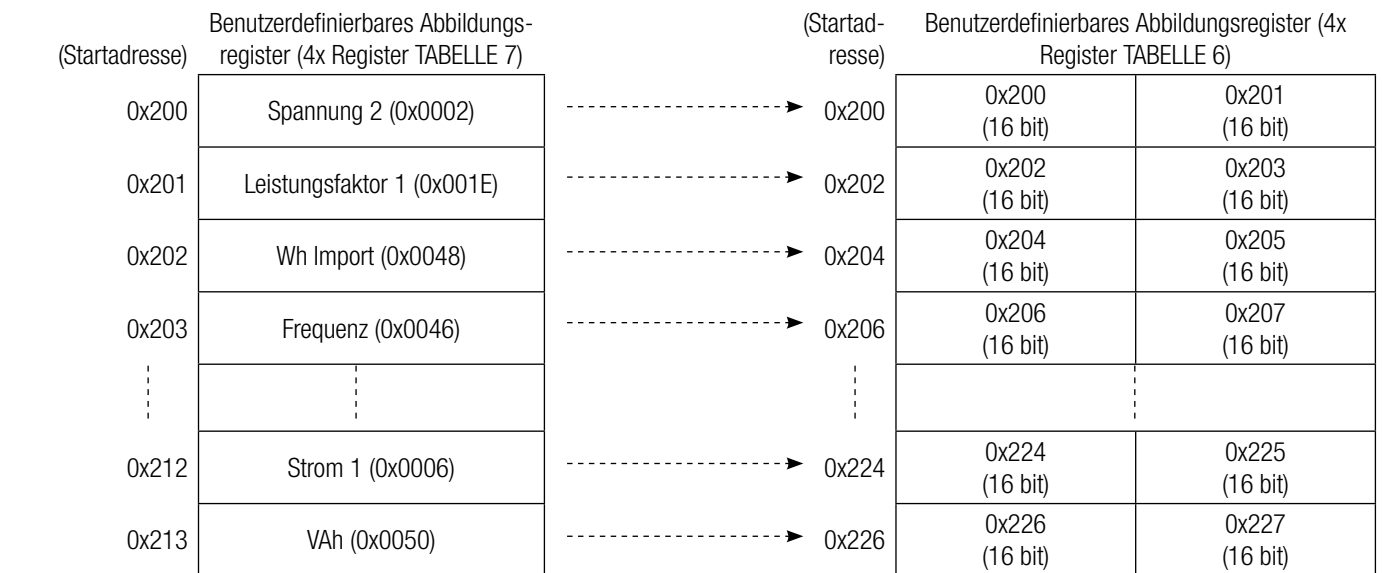 (Startadresse)
Benutzerdefinierbares Abbildungs-
register (4x Register TABELLE 7)
(Startad-
resse)
Benutzerdefinierbares Abbildungsregister (4x
Register TABELLE 6)
0x200
Spannung 2 (0x0002)
0x200
0x200
(16 bit)
0x201
(16 bit)
0x201
Leistungsfaktor 1 (0x001E)
0x202
0x202
(16 bit)
0x203
(16 bit)
0x202
Wh Import (0x0048)
0x204
0x204
(16 bit)
0x205
(16 bit)
0x203
Frequenz (0x0046)
0x206
0x206
(16 bit)
0x207
(16 bit)
0x212
Strom 1 (0x0006)
0x224
0x224
(16 bit)
0x225
(16 bit)
0x213
VAh (0x0050)
0x226
0x226
(16 bit)
0x227
(16 bit)